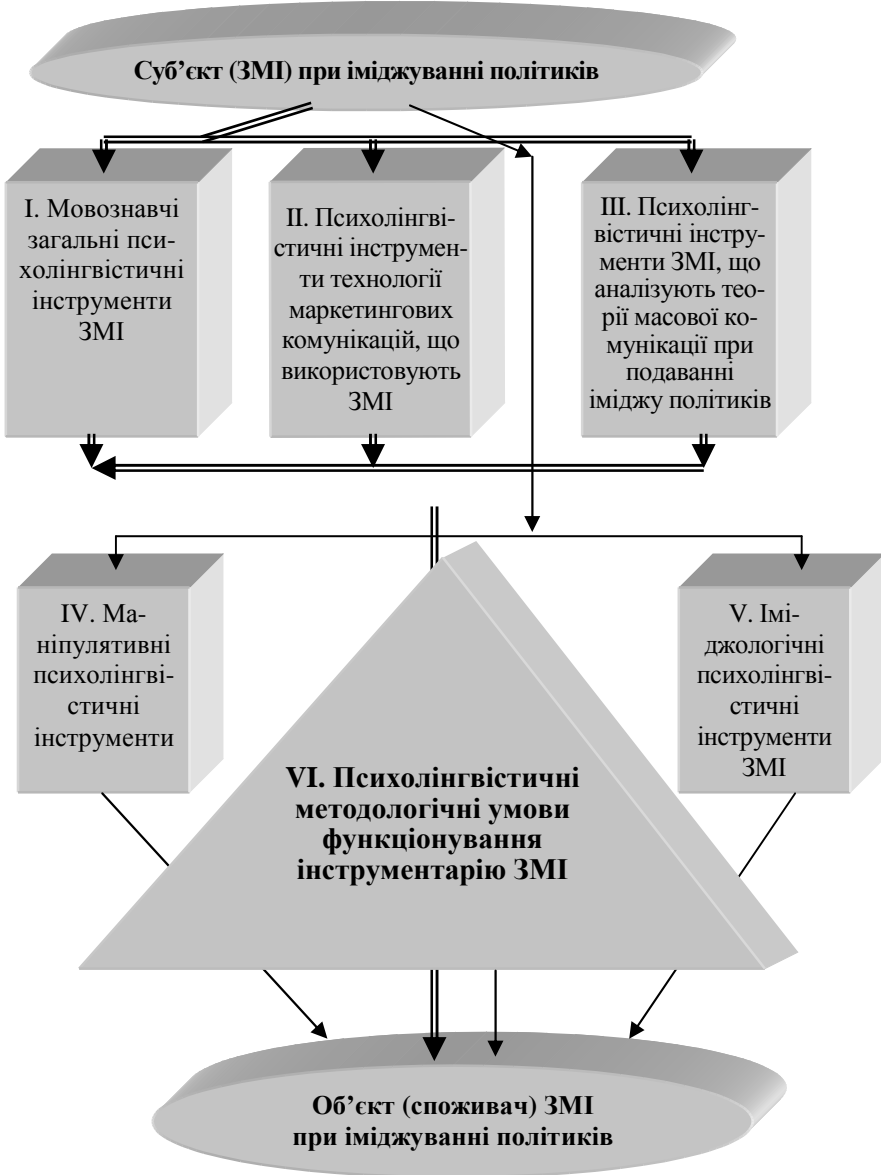 Суб’єкт (ЗМІ) при іміджуванні політиків
І. Мовознавчі
загальні пси-
холінгвістичні
інструменти
ЗМІ
ІІ. Психолінгві-
стичні інструмен-
ти технології
маркетингових
комунікацій, що
використовують
ЗМІ
ІІІ. Психолінг-
вістичні інстру-
менти ЗМІ, що
аналізують тео-
рії масової ко-
мунікації при
подаванні
іміджу політиків
IV. Ма-
ніпулятивні
психолінгві-
стичні
інструменти
V. Імі-
джологічні
психолінгві-
стичні
інструменти
ЗМІ
VI. Психолінгвістичні
методологічні умови
функціонування
інструментарію ЗМІ
Об’єкт (споживач) ЗМІ
при іміджуванні політиків